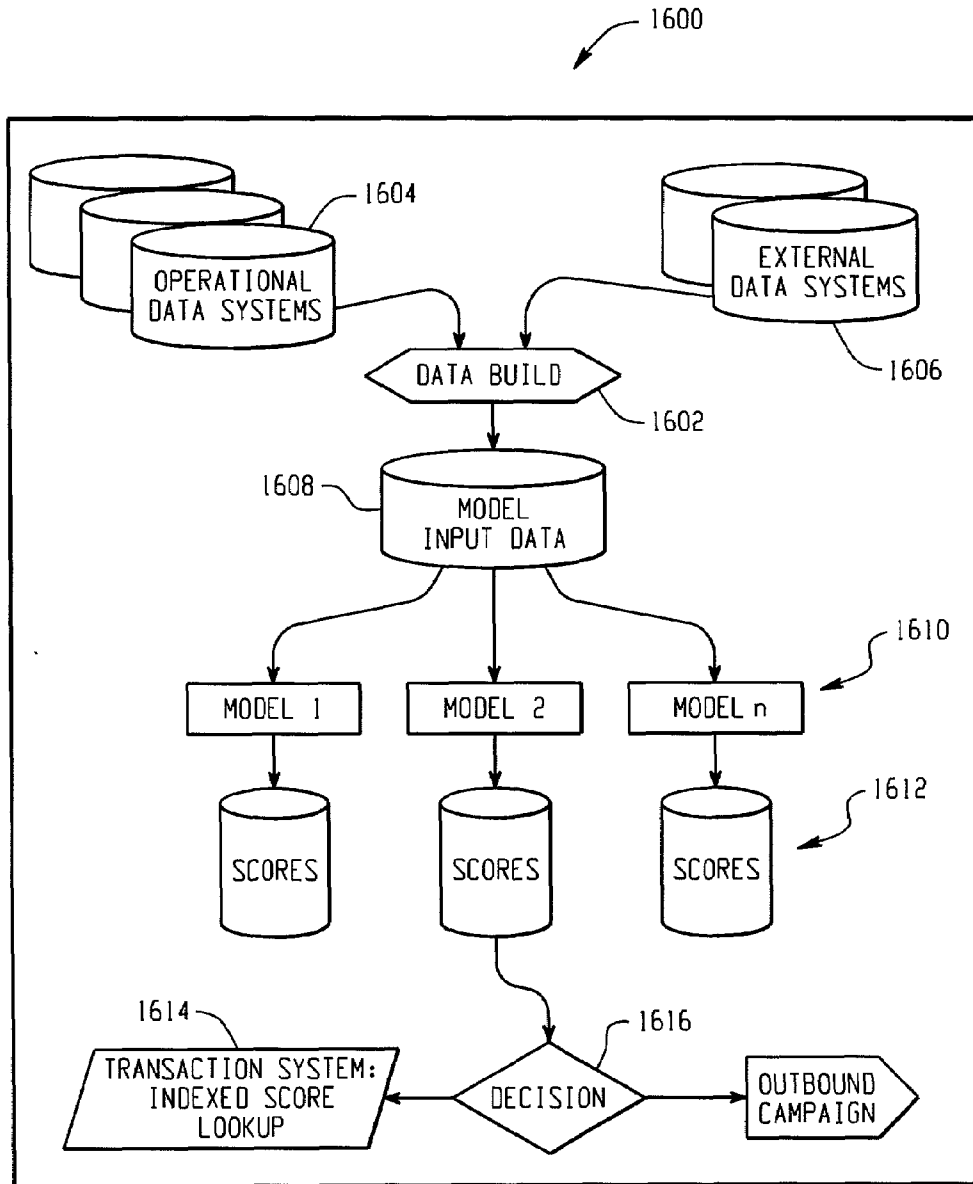 1600
1604
OPERATIONAL
DATA SYSTEMS
EXTERNAL
DATA SYSTEMS
1606
DATA BUILD
1602
1608
MODEL
INPUT DATA
1610
MODEL 1
MODEL 2
MODEL n
1612
SCORES
SCORES
SCORES
1614
1616
TRANSACTION SYSTEM:
INDEXED SCORE
LOOKUP
DECISION
OUTBOUND
CAMPAIGN